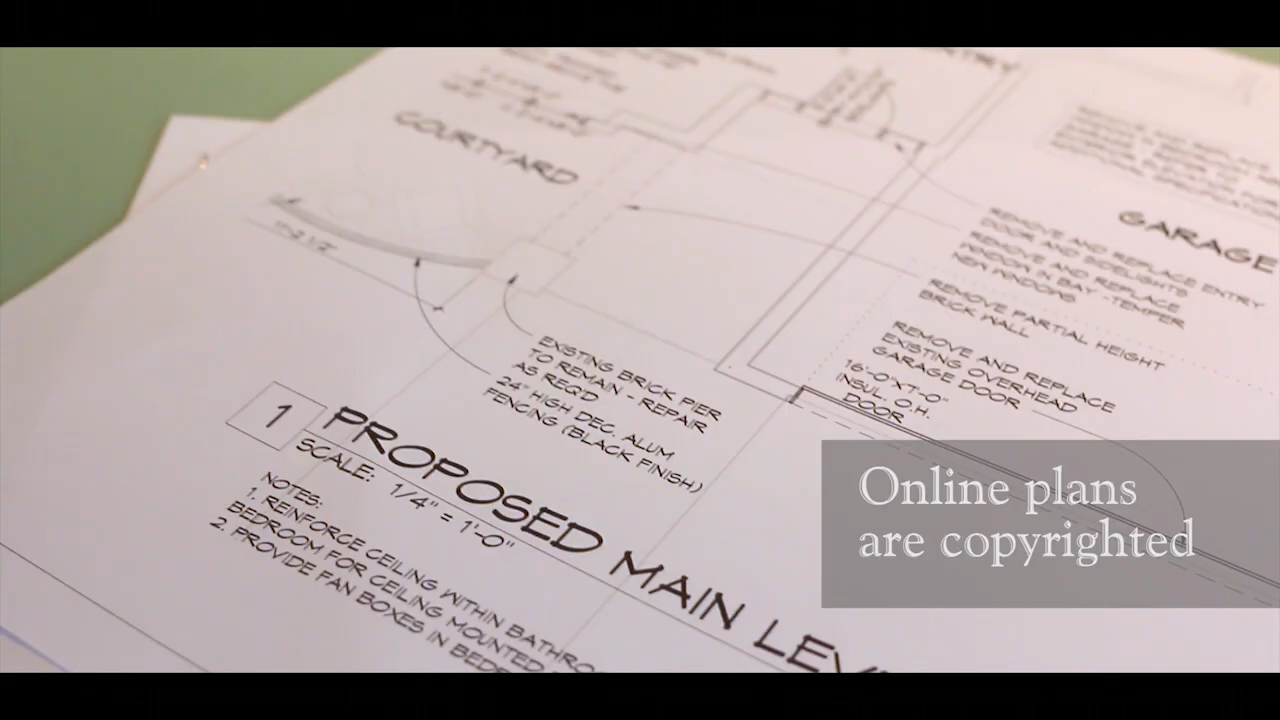 COURTYARD
GARAGE
REMOVE AND REPLACE ENTRY
DOOR AND SIDELIGHTS
REMOVE AND REPLACE
WINDOW IN BAY - TEMPER
NEW WINDOWS
REMOVE PARTIAL HEIGHT
BRICK WALL
REMOVE AND REPLACE
EXISTING OVERHEAD
GARAGE DOOR
16'-0"X7'-0"
INSUL. O.H.
DOOR
EXISTING BRICK PIER
TO REMAIN - REPAIR
AS REQ'D
24" HIGH DEC. ALUM
FENCING (BLACK FINISH)
1
PROPOSED MAIN LEV
SCALE: 1/4" = 1'-0"
NOTES:
1. REINFORCE CEILING WITHIN BATHRO
BEDROOM FOR CEILING MOUNTED
2. PROVIDE FAN BOXES IN BEDR
Online plans
are copyrighted